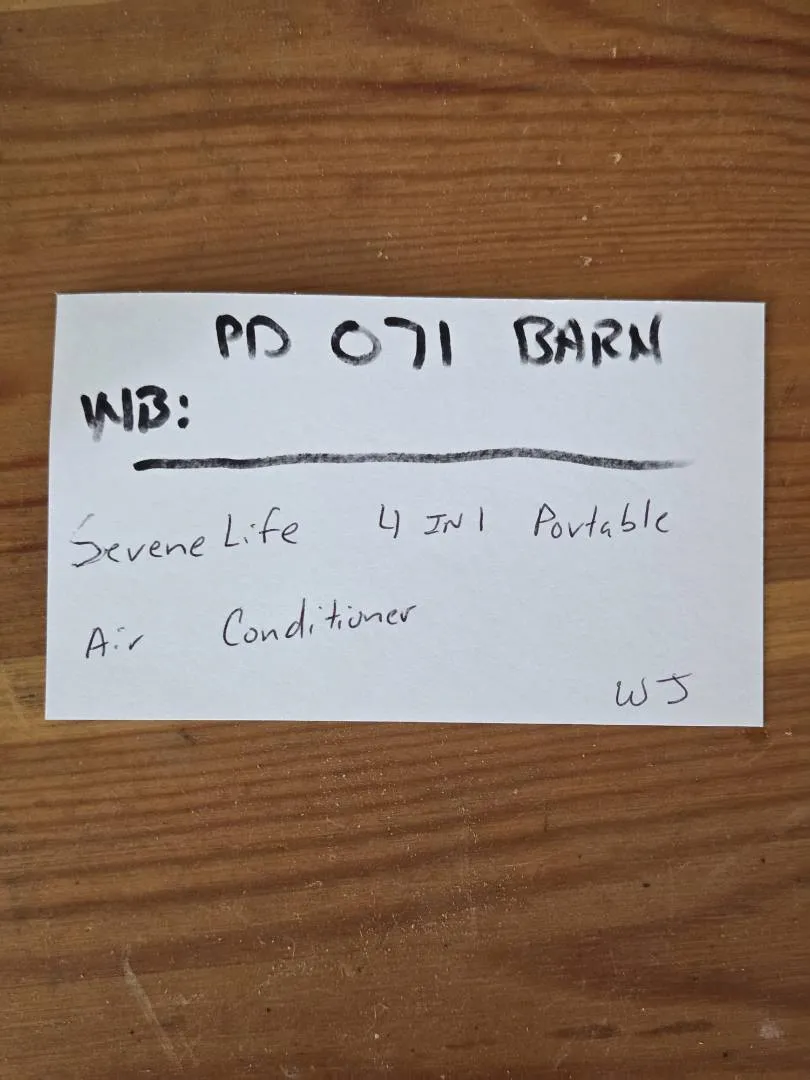 PD 071 BARN
WB:
Serene Life 4 IN 1 Portable
Air Conditioner
WJ